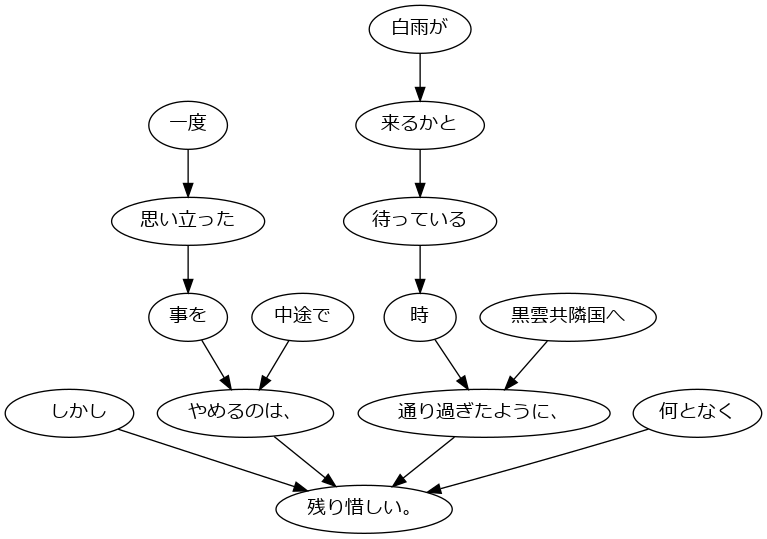 白雨が
一度
来るかと
思い立った
待っている
事を
中途で
時
黒雲共隣国へ
しかし
やめるのは、
通り過ぎたように、
何となく
残り惜しい。